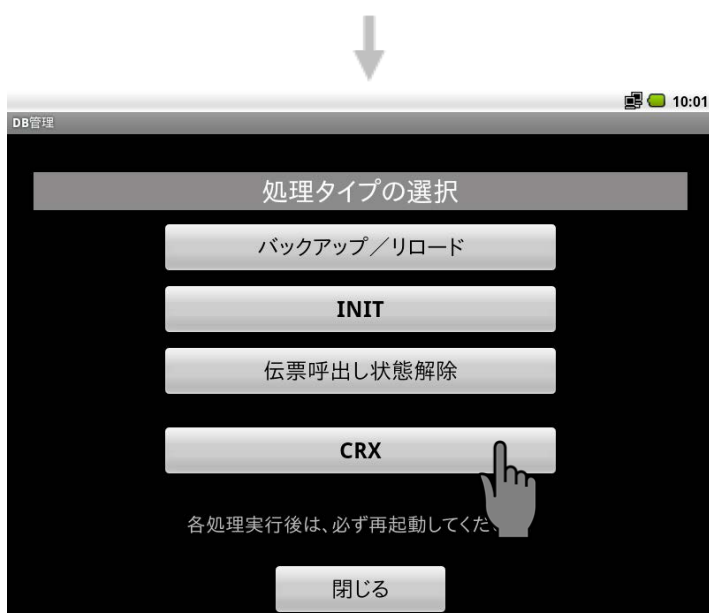 10:01
DB管理
処理タイプの選択
バックアップ／リロード
INIT
伝票呼出し状態解除
CRX
各処理実行後は、必ず再起動してくだ
閉じる